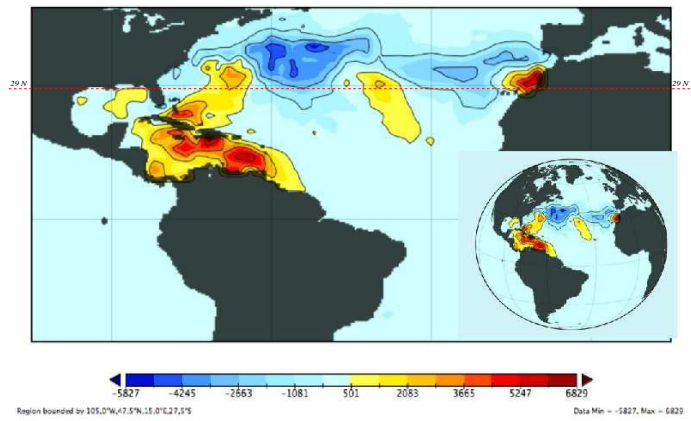 29 N 29 N
-5827 -4245 -2663 -1081 501 2083 3665 5247 6829
Region bounded by 105.0°W,47.5°N,15.0°E,27.5°S Data Min = -5827, Max = 6829